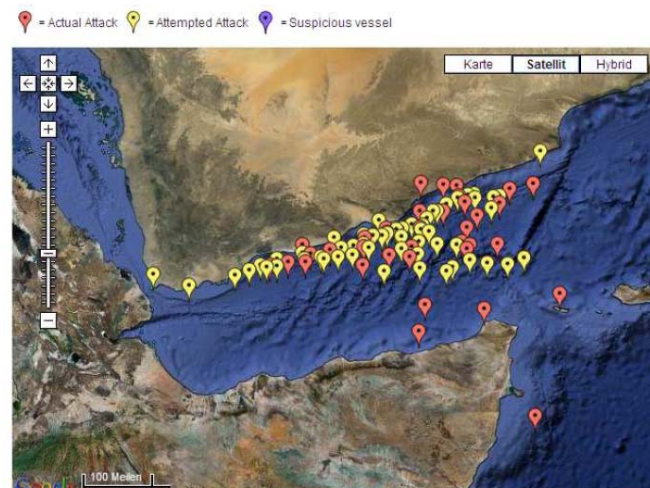 = Actual Attack = Attempted Attack = Suspicious vessel
Karte Satellit Hybrid
100 Meilen